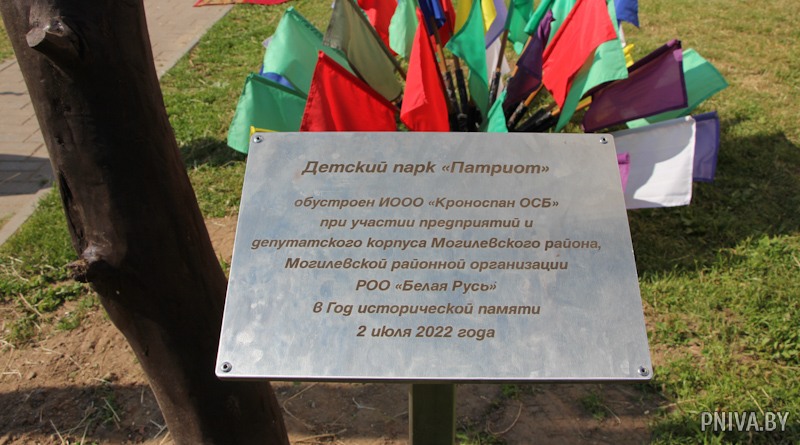 Детский парк «Патриот»
обустроен ИООО «Кроноспан ОСБ»
при участии предприятий и
депутатского корпуса Могилевского района,
Могилевской районной организации
РОО «Белая Русь»
в Год исторической памяти
2 июля 2022 года
PNIVA.BY